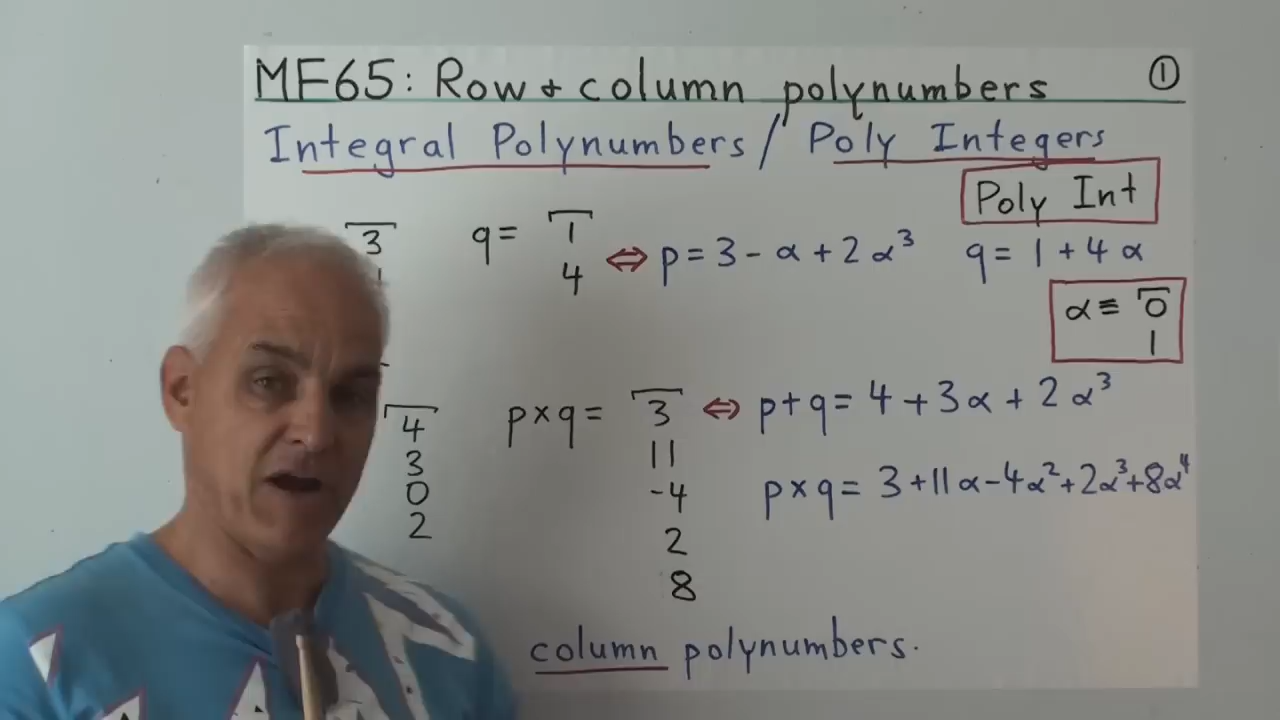 MF65: Row & column polynumbers ①
Integral Polynumbers / Poly Integers
Poly Int
3
q = 1
4
⇔ p = 3 - α + 2α³ q = 1 + 4α
α ≡ 0
1
4
3
0
2
p × q = 3
11
-4
2
8
⇔ p + q = 4 + 3α + 2α³
p × q = 3 + 11α - 4α² + 2α³ + 8α⁴
column polynumbers.